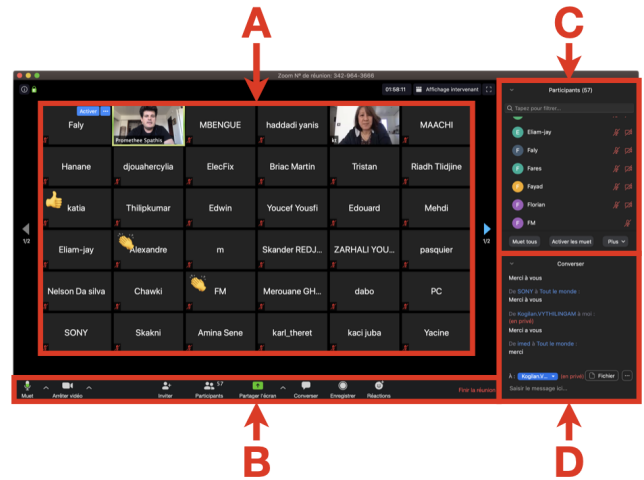 A
C
Zoom Nº de réunion: 342-964-3666
01:58:11 Affichage intervenant
Activer ...
Faly
Promethee Spathis
MBENGUE
haddadi yanis
MAACHI
Hanane
djouahercylia
ElecFix
Briac Martin
Tristan
Riadh Tlidjine
katia
Thilipkumar
Edwin
Youcef Yousfi
Edouard
Mehdi
Eliam-jay
Alexandre
m
Skander REDJ...
ZARHALI YOU...
pasquier
Nelson Da silva
Chawki
FM
Merouane GH...
dabo
PC
SONY
Skakni
Amina Sene
karl_theret
kaci juba
Yacine
1/2
1/2
Participants (57)
Tapez pour filtrer...
E Eliam-jay
F Faly
F Fares
F Fayad
F Florian
F FM
Muet tous
Activer les muet
Plus
Converser
Merci à vous
De SONY à Tout le monde :
Merci à vous
De Kogilan.VYTHILINGAM à moi :
(en privé)
Merci a vous
De imed à Tout le monde :
merci
À : Kogilan.V... (en privé) Fichier ...
Saisir le message ici...
Muet
Arrêter vidéo
Inviter
57
Participants
Partager l'écran
Converser
Enregistrer
Réactions
Finir la réunion
B
D